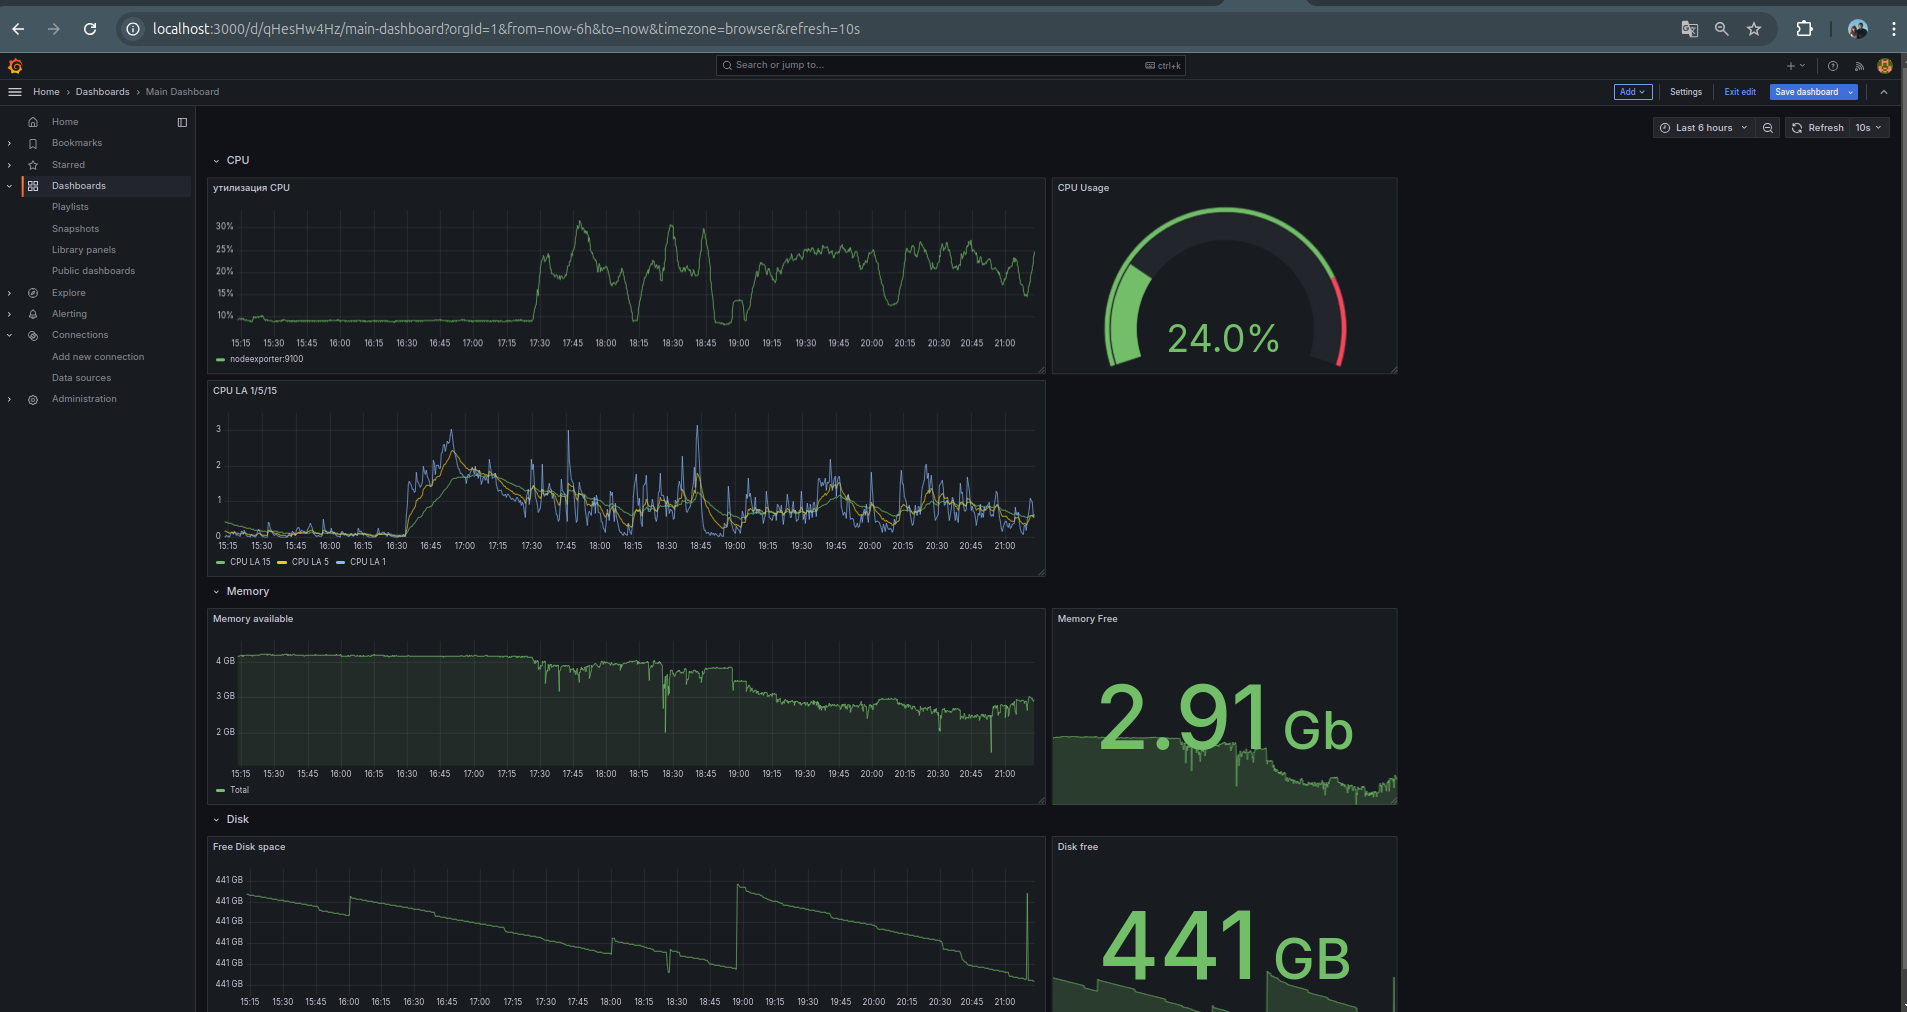 localhost:3000/d/qHesHw4Hz/main-dashboard?orgId=1&from=now-6h&to=now&timezone=browser&refresh=10s
Search or jump to...
ctrl+k
Home › Dashboards › Main Dashboard
Add
Settings
Exit edit
Save dashboard
Home
Bookmarks
Starred
Dashboards
Playlists
Snapshots
Library panels
Public dashboards
Explore
Alerting
Connections
Add new connection
Data sources
Administration
Last 6 hours
Refresh
10s
CPU
утилизация CPU
30%
25%
20%
15%
10%
15:15 15:30 15:45 16:00 16:15 16:30 16:45 17:00 17:15 17:30 17:45 18:00 18:15 18:30 18:45 19:00 19:15 19:30 19:45 20:00 20:15 20:30 20:45 21:00
nodeexporter:9100
CPU Usage
24.0%
CPU LA 1/5/15
3
2
1
0
15:15 15:30 15:45 16:00 16:15 16:30 16:45 17:00 17:15 17:30 17:45 18:00 18:15 18:30 18:45 19:00 19:15 19:30 19:45 20:00 20:15 20:30 20:45 21:00
CPU LA 15 CPU LA 5 CPU LA 1
Memory
Memory available
4 GB
3 GB
2 GB
15:15 15:30 15:45 16:00 16:15 16:30 16:45 17:00 17:15 17:30 17:45 18:00 18:15 18:30 18:45 19:00 19:15 19:30 19:45 20:00 20:15 20:30 20:45 21:00
Total
Memory Free
2.91 Gb
Disk
Free Disk space
441 GB
441 GB
441 GB
441 GB
441 GB
441 GB
15:15 15:30 15:45 16:00 16:15 16:30 16:45 17:00 17:15 17:30 17:45 18:00 18:15 18:30 18:45 19:00 19:15 19:30 19:45 20:00 20:15 20:30 20:45 21:00
Disk free
441 GB